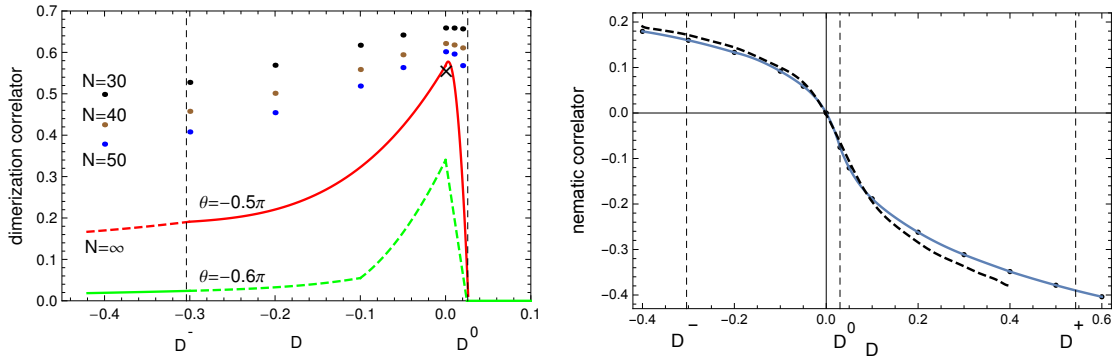 dimerization correlator
0.7
0.6
0.5
0.4
0.3
0.2
0.1
0.0
N=30
N=40
N=50
N=∞
θ=−0.5π
θ=−0.6π
−0.4 −0.3 −0.2 −0.1 0.0 0.1
D⁻ D D⁰
nematic correlator
0.2
0.1
0.0
−0.1
−0.2
−0.3
−0.4
−0.4 −0.2 0.0 0.2 0.4 0.6
D⁻ D⁰ D D⁺